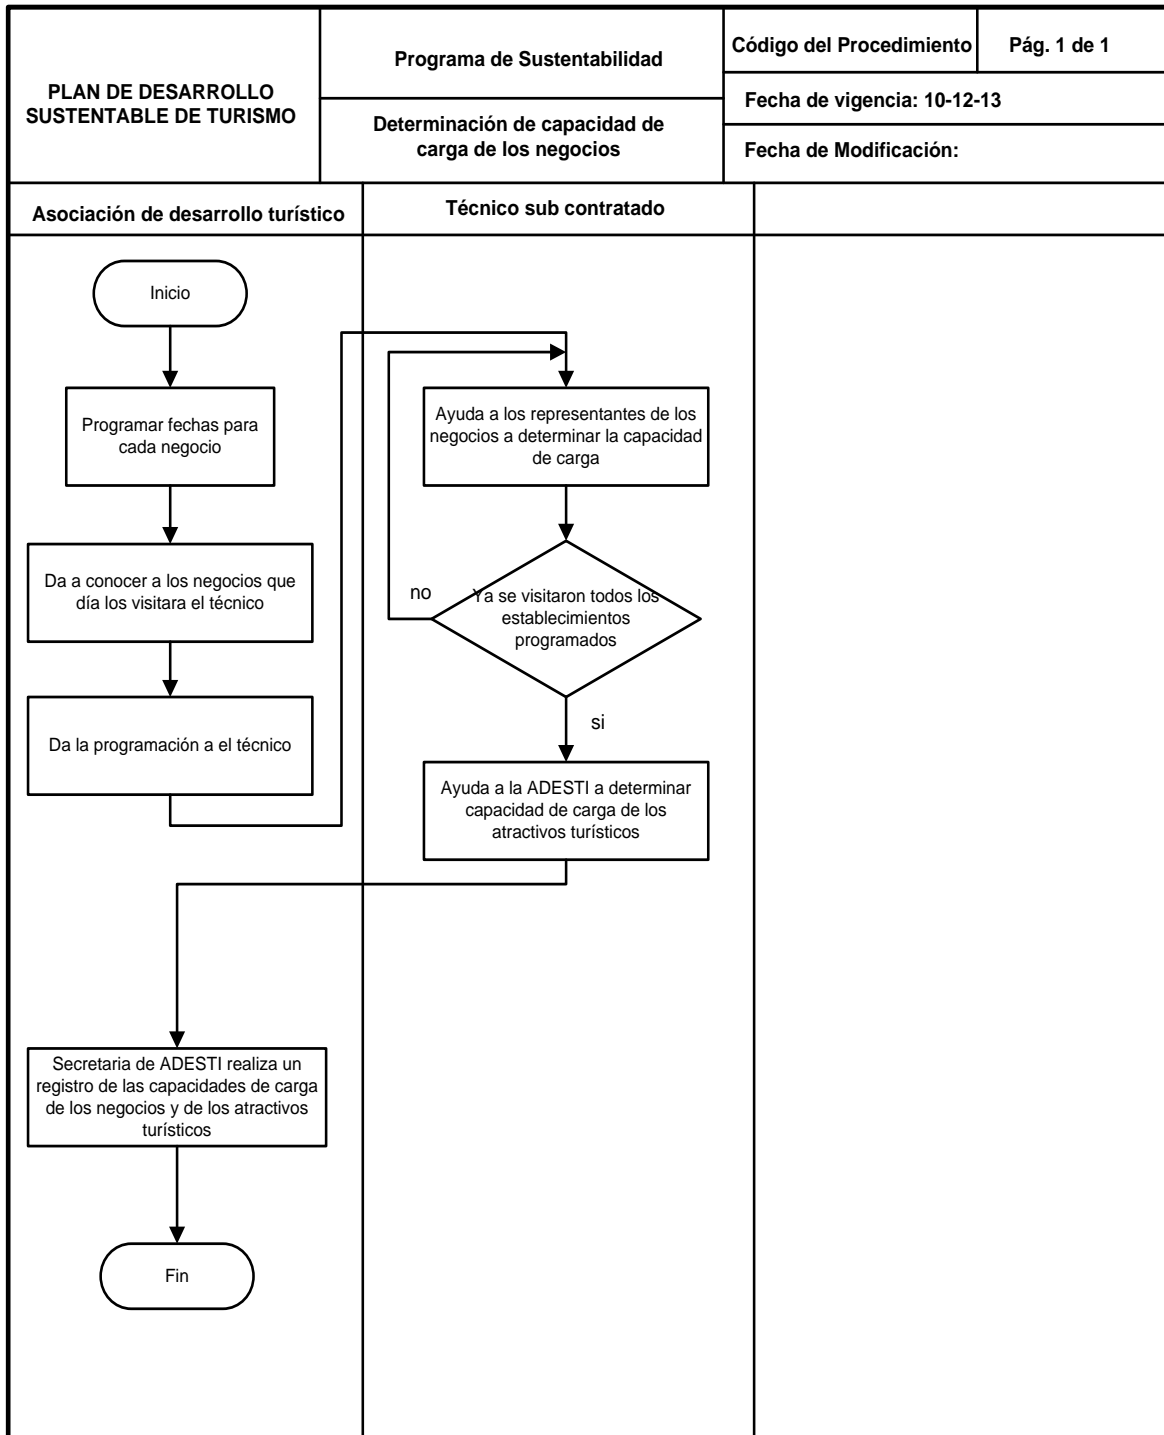 PLAN DE DESARROLLO
SUSTENTABLE DE TURISMO
Programa de Sustentabilidad
Determinación de capacidad de
carga de los negocios
Código del Procedimiento
Pág. 1 de 1
Fecha de vigencia: 10-12-13
Fecha de Modificación:
Asociación de desarrollo turístico
Técnico sub contratado
Inicio
Programar fechas para
cada negocio
Da a conocer a los negocios que
día los visitara el técnico
Da la programación a el técnico
Ayuda a los representantes de los
negocios a determinar la capacidad
de carga
no
Ya se visitaron todos los
establecimientos
programados
si
Ayuda a la ADESTI a determinar
capacidad de carga de los
atractivos turísticos
Secretaria de ADESTI realiza un
registro de las capacidades de carga
de los negocios y de los atractivos
turísticos
Fin